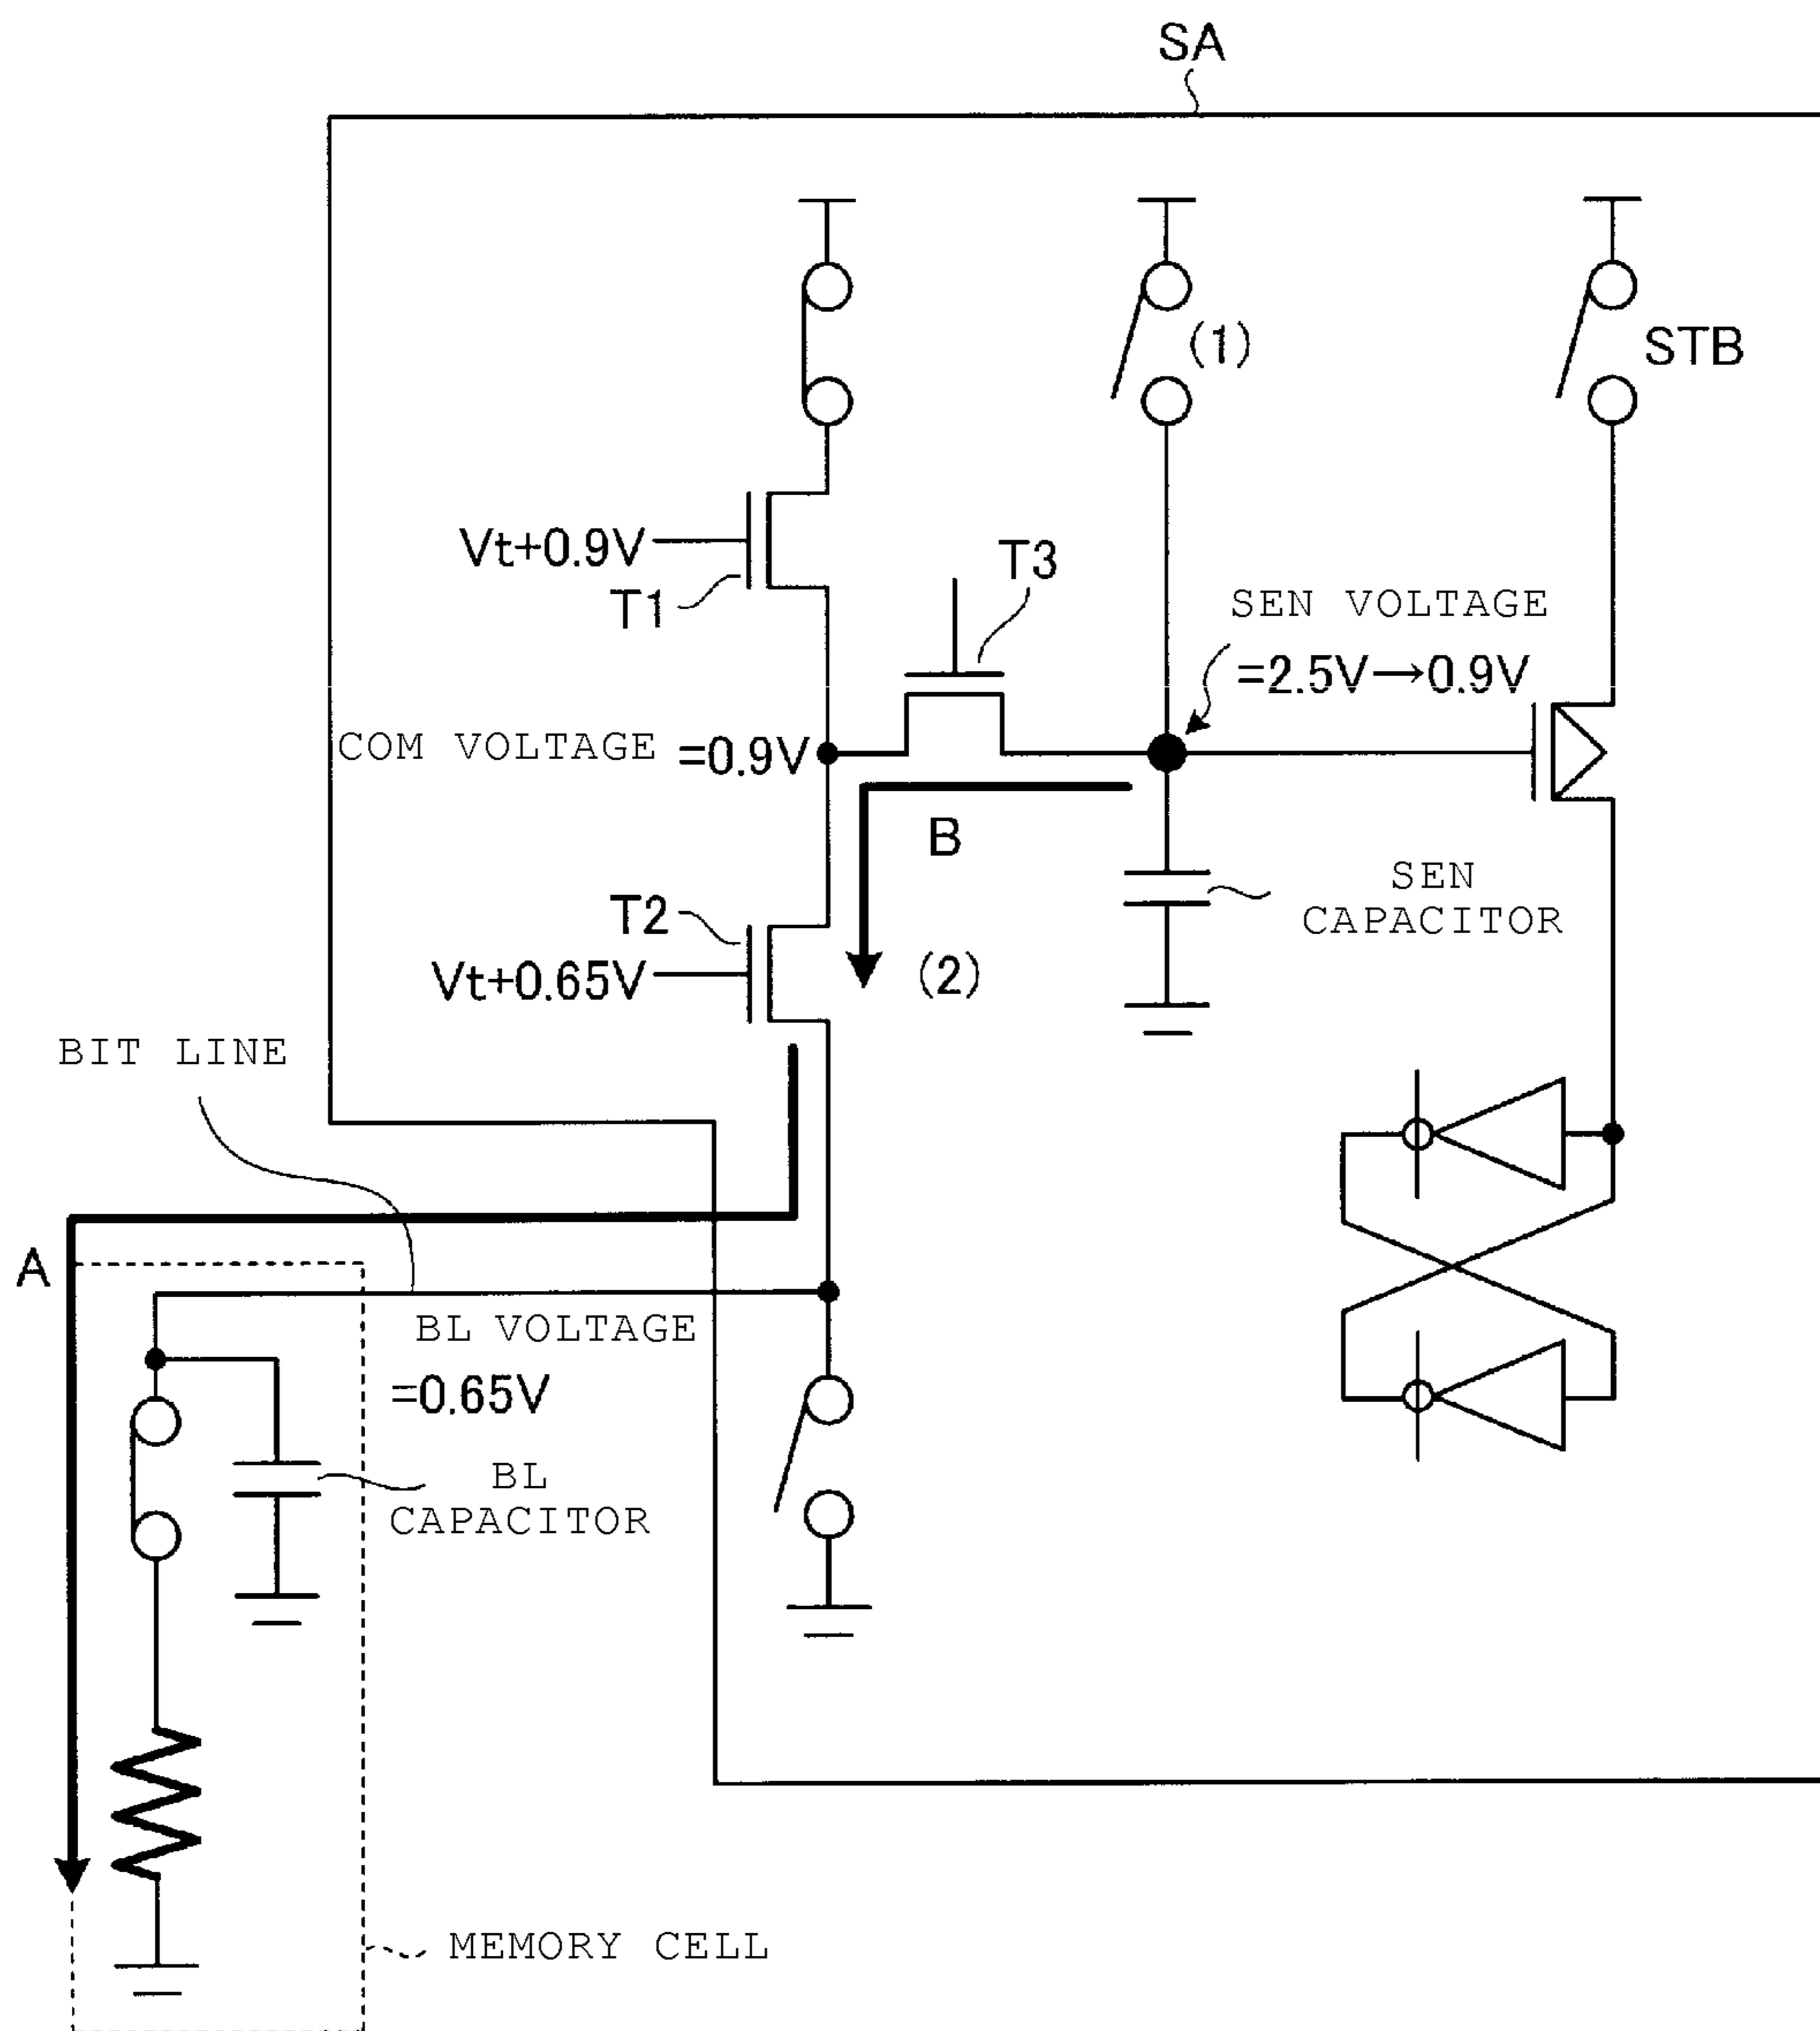 SA
(1)
STB
Vt+0.9V
T1
T3
SEN VOLTAGE
=2.5V→0.9V
COM VOLTAGE =0.9V
B
SEN
CAPACITOR
T2
Vt+0.65V
(2)
BIT LINE
A
BL VOLTAGE
=0.65V
BL
CAPACITOR
MEMORY CELL